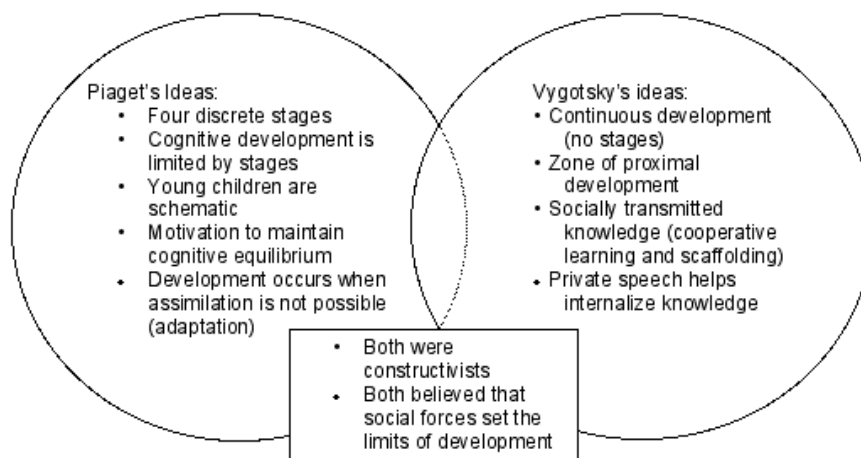 Piaget's Ideas:
• Four discrete stages
• Cognitive development is
limited by stages
• Young children are
schematic
• Motivation to maintain
cognitive equilibrium
• Development occurs when
assimilation is not possible
(adaptation)
Vygotsky's ideas:
• Continuous development
(no stages)
• Zone of proximal
development
• Socially transmitted
knowledge (cooperative
learning and scaffolding)
• Private speech helps
internalize knowledge
• Both were
constructivists
• Both believed that
social forces set the
limits of development